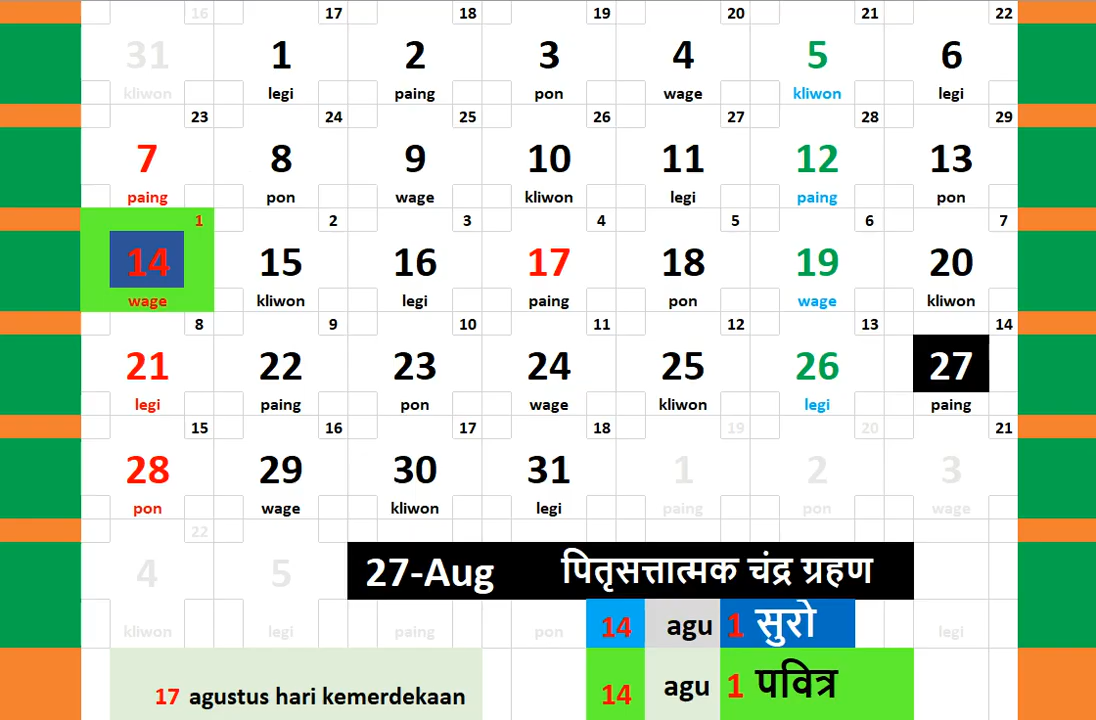 16 17 18 19 20 21 22
31 1 2 3 4 5 6
kliwon legi paing pon wage kliwon legi
23 24 25 26 27 28 29
7 8 9 10 11 12 13
paing pon wage kliwon legi paing pon
1 2 3 4 5 6 7
14 15 16 17 18 19 20
wage kliwon legi paing pon wage kliwon
8 9 10 11 12 13 14
21 22 23 24 25 26 27
legi paing pon wage kliwon legi paing
15 16 17 18 19 20 21
28 29 30 31 1 2 3
pon wage kliwon legi paing pon wage
22
4 5 27-Aug पितृसत्तात्मक चंद्र ग्रहण
kliwon legi paing pon 14 agu 1 सुरो legi
17 agustus hari kemerdekaan 14 agu 1 पवित्र